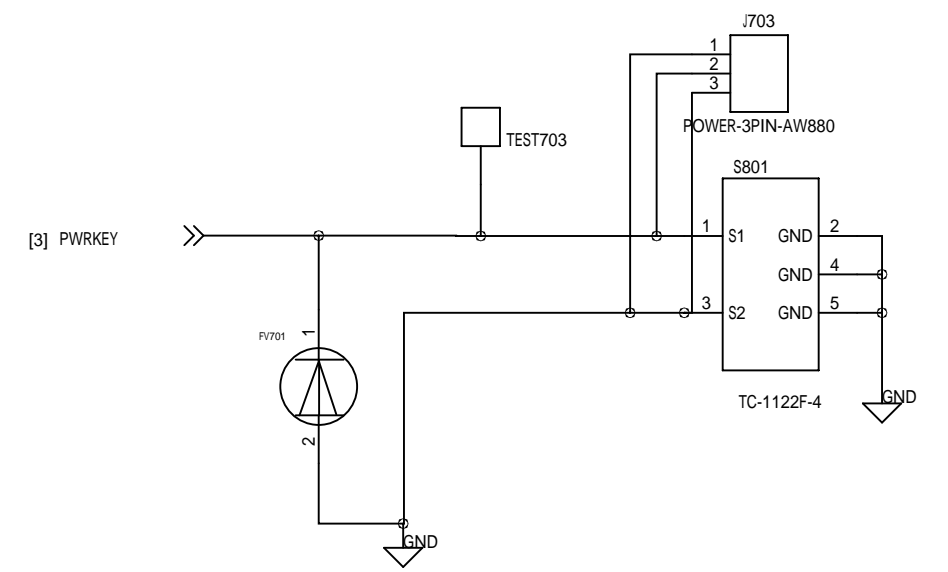 J703
1
2
3
POWER-3PIN-AW880
TEST703
S801
[3] PWRKEY
1 S1 GND 2
GND 4
3 S2 GND 5
FV701
1
2
TC-1122F-4
GND
GND